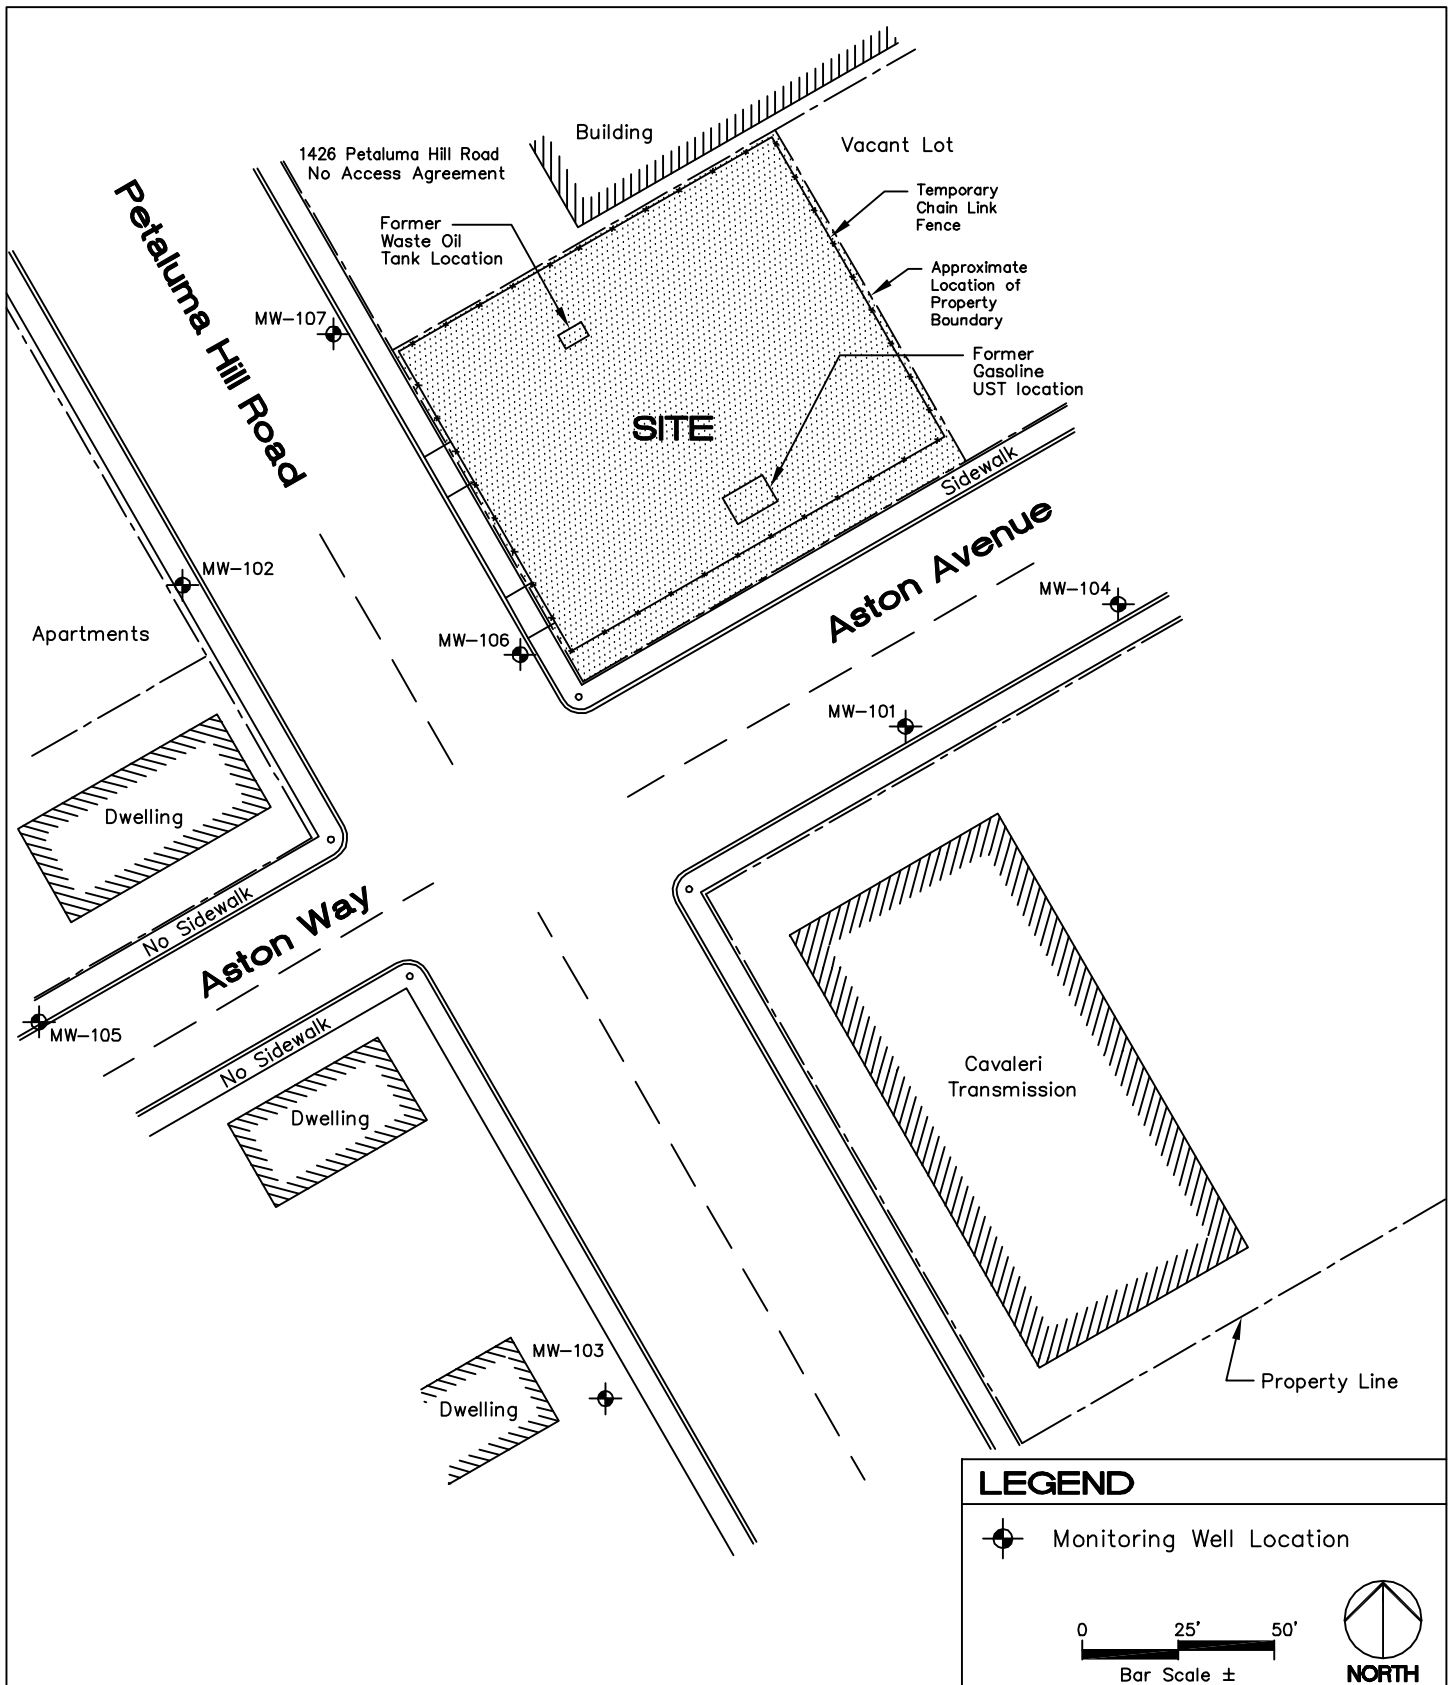 Building
1426 Petaluma Hill Road
No Access Agreement
Vacant Lot
Temporary
Chain Link
Fence
Former
Waste Oil
Tank Location
Approximate
Location of
Property
Boundary
Petaluma Hill Road
MW-107
Former
Gasoline
UST location
SITE
Sidewalk
Aston Avenue
MW-102
MW-104
Apartments
MW-106
MW-101
Dwelling
No Sidewalk
Aston Way
MW-105
No Sidewalk
Dwelling
Cavaleri
Transmission
MW-103
Dwelling
Property Line
LEGEND
Monitoring Well Location
0 25' 50'
Bar Scale ±
NORTH